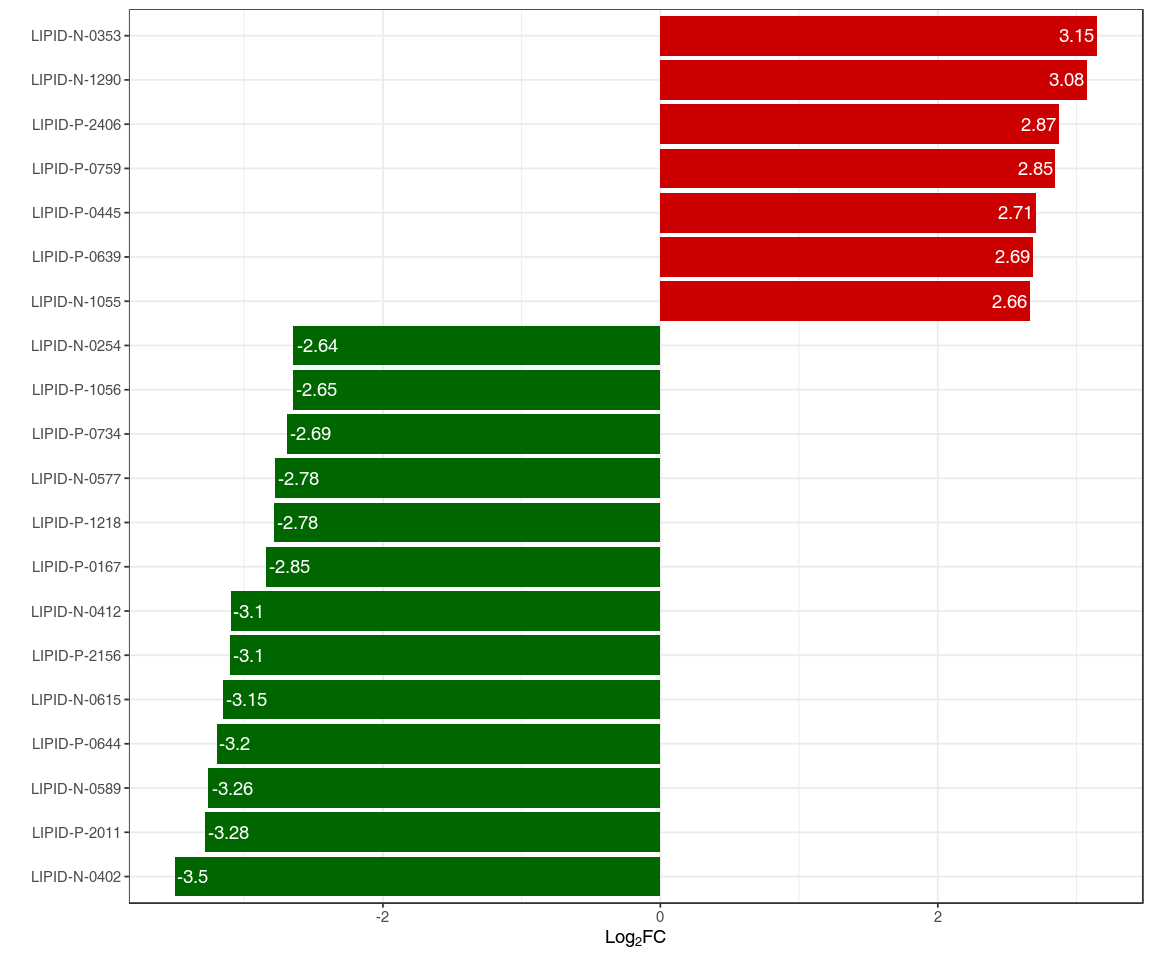 LIPID-N-0353 3.15
LIPID-N-1290 3.08
LIPID-P-2406 2.87
LIPID-P-0759 2.85
LIPID-P-0445 2.71
LIPID-P-0639 2.69
LIPID-N-1055 2.66
LIPID-N-0254 -2.64
LIPID-P-1056 -2.65
LIPID-P-0734 -2.69
LIPID-N-0577 -2.78
LIPID-P-1218 -2.78
LIPID-P-0167 -2.85
LIPID-N-0412 -3.1
LIPID-P-2156 -3.1
LIPID-N-0615 -3.15
LIPID-P-0644 -3.2
LIPID-N-0589 -3.26
LIPID-P-2011 -3.28
LIPID-N-0402 -3.5
-2 0 2
Log₂FC